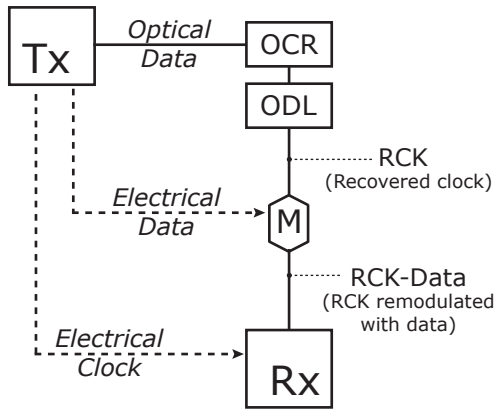 Tx
Optical
Data
OCR
ODL
RCK
(Recovered clock)
Electrical
Data
M
RCK-Data
(RCK remodulated
with data)
Electrical
Clock
Rx